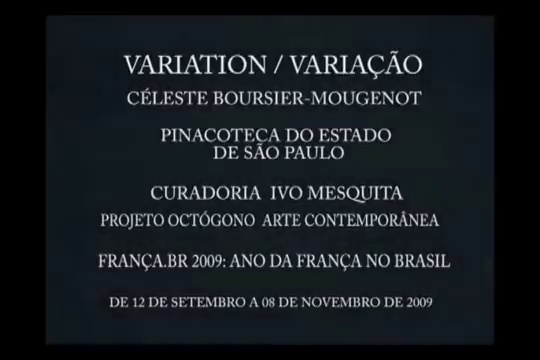 VARIATION / VARIAÇÃO
CÉLESTE BOURSIER-MOUGENOT
PINACOTECA DO ESTADO
DE SÃO PAULO
CURADORIA IVO MESQUITA
PROJETO OCTÓGONO ARTE CONTEMPORÂNEA
FRANÇA.BR 2009: ANO DA FRANÇA NO BRASIL
DE 12 DE SETEMBRO A 08 DE NOVEMBRO DE 2009